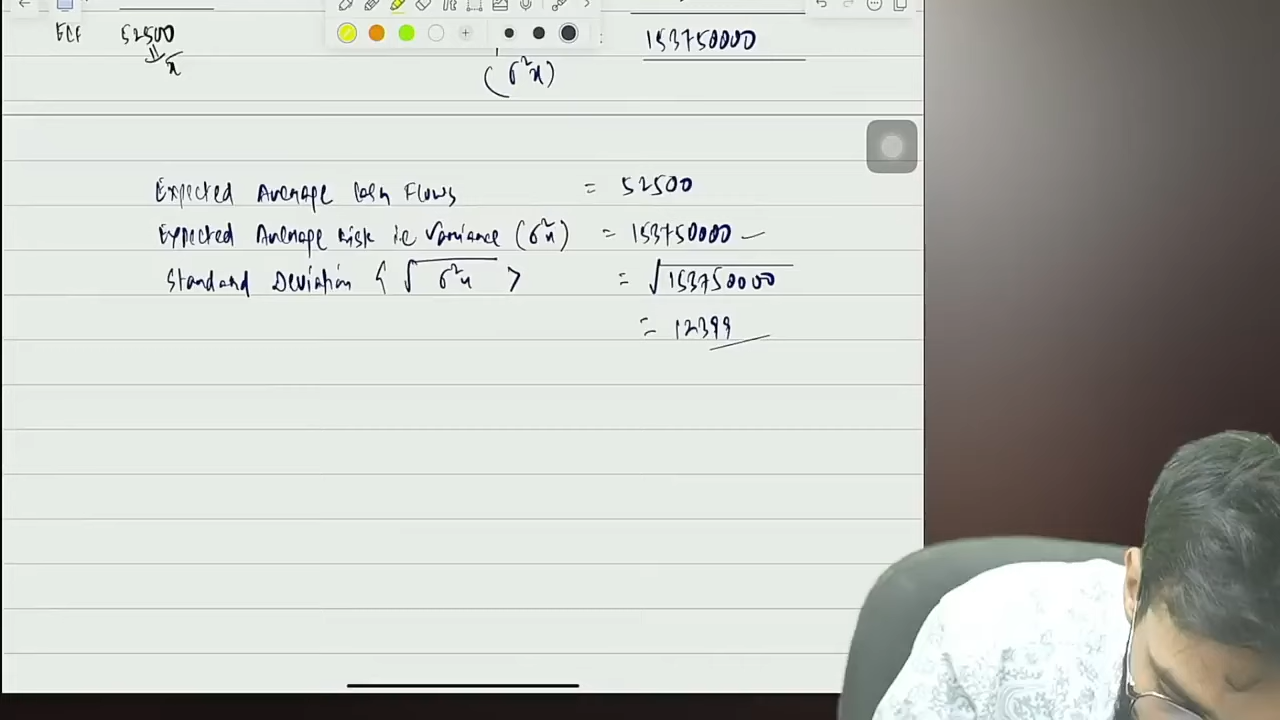 ECF 52500
x̄
(σ²x)
153750000
Expected Average Cash Flows = 52500
Expected Average Risk i.e Variance (σ²x) = 153750000
Standard Deviation { √σ²x } = √153750000
= 12399